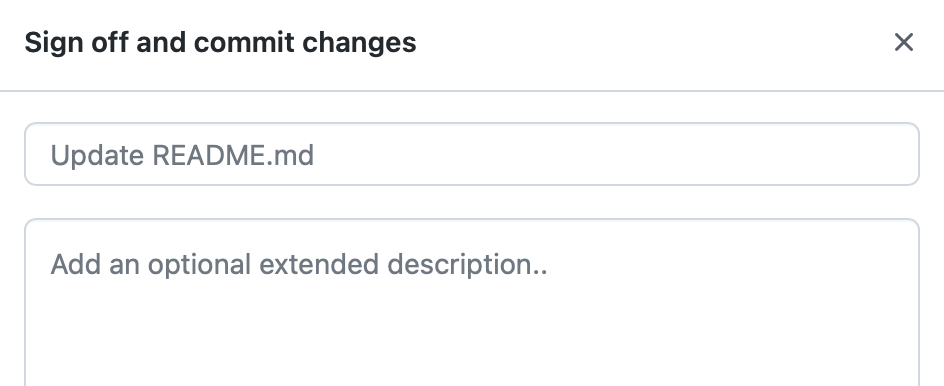 Sign off and commit changes
Update README.md
Add an optional extended description..